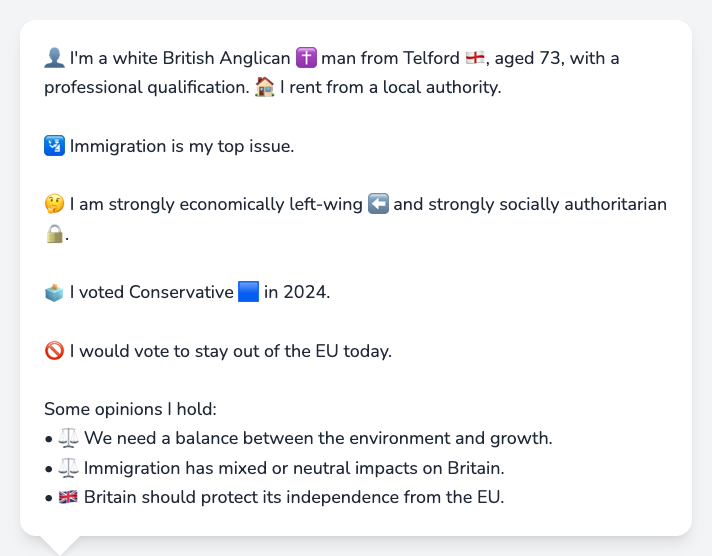 👤 I'm a white British Anglican ✝️ man from Telford 🏴󠁧󠁢󠁥󠁮󠁧󠁿, aged 73, with a
professional qualification. 🏠 I rent from a local authority.
🛂 Immigration is my top issue.
🤔 I am strongly economically left-wing ⬅️ and strongly socially authoritarian
🔒.
🗳️ I voted Conservative 🟦 in 2024.
🚫 I would vote to stay out of the EU today.
Some opinions I hold:
• ⚖️ We need a balance between the environment and growth.
• ⚖️ Immigration has mixed or neutral impacts on Britain.
• 🇬🇧 Britain should protect its independence from the EU.